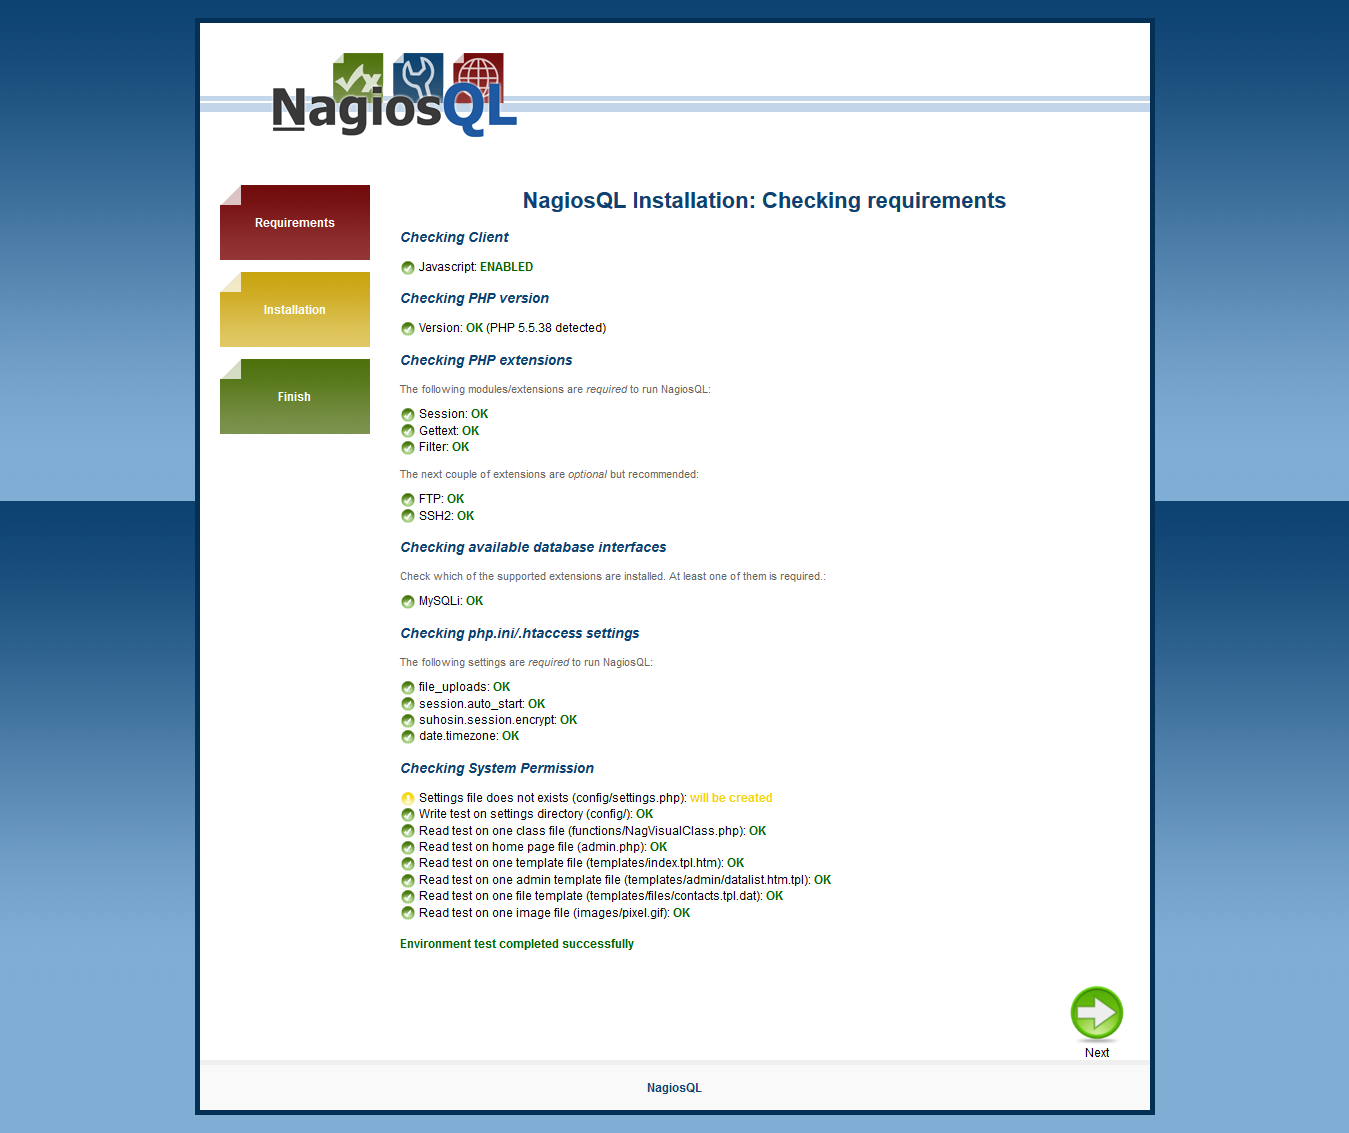 NagiosQL
Requirements
Installation
Finish
NagiosQL Installation: Checking requirements
Checking Client
Javascript: ENABLED
Checking PHP version
Version: OK (PHP 5.5.38 detected)
Checking PHP extensions
The following modules/extensions are required to run NagiosQL:
Session: OK
Gettext: OK
Filter: OK
The next couple of extensions are optional but recommended:
FTP: OK
SSH2: OK
Checking available database interfaces
Check which of the supported extensions are installed. At least one of them is required.:
MySQLi: OK
Checking php.ini/.htaccess settings
The following settings are required to run NagiosQL:
file_uploads: OK
session.auto_start: OK
suhosin.session.encrypt: OK
date.timezone: OK
Checking System Permission
Settings file does not exists (config/settings.php): will be created
Write test on settings directory (config/): OK
Read test on one class file (functions/NagVisualClass.php): OK
Read test on home page file (admin.php): OK
Read test on one template file (templates/index.tpl.htm): OK
Read test on one admin template file (templates/admin/datalist.htm.tpl): OK
Read test on one file template (templates/files/contacts.tpl.dat): OK
Read test on one image file (images/pixel.gif): OK
Environment test completed successfully
Next
NagiosQL